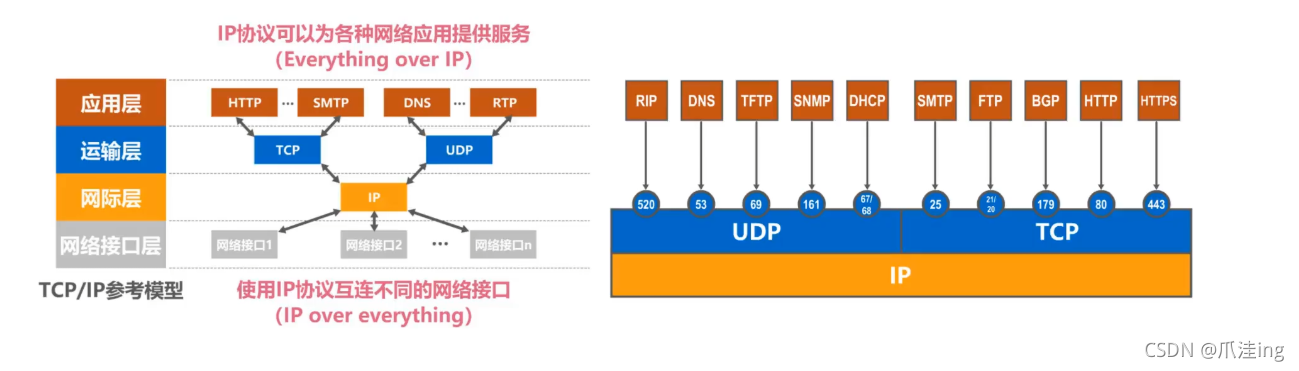 IP协议可以为各种网络应用提供服务
（Everything over IP）
应用层
HTTP ... SMTP DNS ... RTP
运输层
TCP UDP
网际层
IP
网络接口层
网络接口1 网络接口2 ... 网络接口n
TCP/IP参考模型
使用IP协议互连不同的网络接口
（IP over everything）
RIP DNS TFTP SNMP DHCP SMTP FTP BGP HTTP HTTPS
520 53 69 161 67/68 25 21/20 179 80 443
UDP TCP
IP
CSDN @爪洼ing